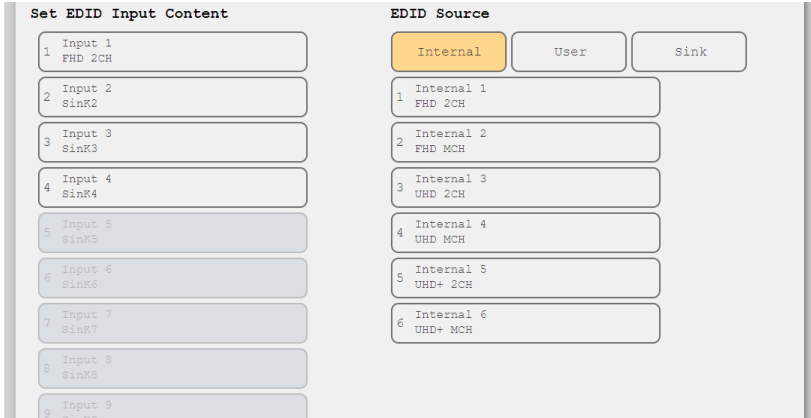 Set EDID Input Content
1 Input 1
FHD 2CH
2 Input 2
SinK2
3 Input 3
SinK3
4 Input 4
SinK4
5 Input 5
SinK5
6 Input 6
SinK6
7 Input 7
SinK7
8 Input 8
SinK8
9 Input 9
EDID Source
Internal User Sink
1 Internal 1
FHD 2CH
2 Internal 2
FHD MCH
3 Internal 3
UHD 2CH
4 Internal 4
UHD MCH
5 Internal 5
UHD+ 2CH
6 Internal 6
UHD+ MCH